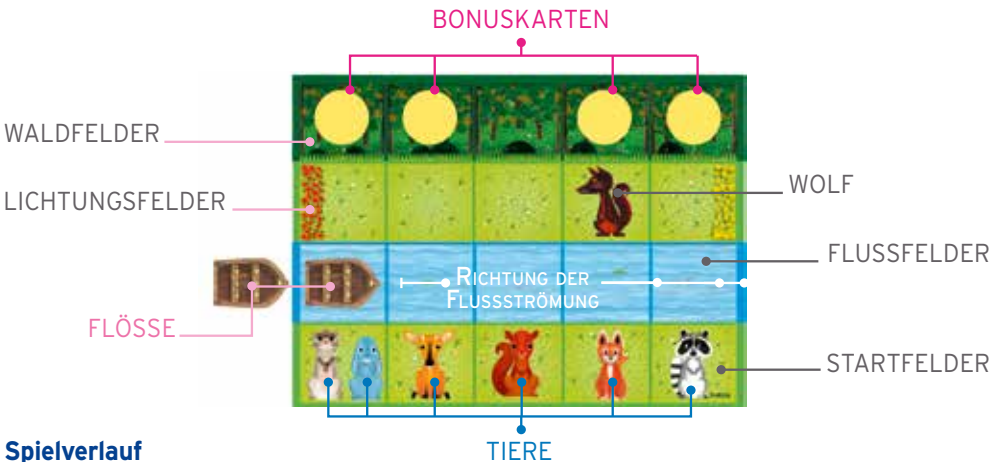 BONUSKARTEN
WALDFELDER
WOLF
LICHTUNGSFELDER
FLUSSFELDER
RICHTUNG DER
FLUSSSTRÖMUNG
FLÖSSE
STARTFELDER
TIERE
Spielverlauf